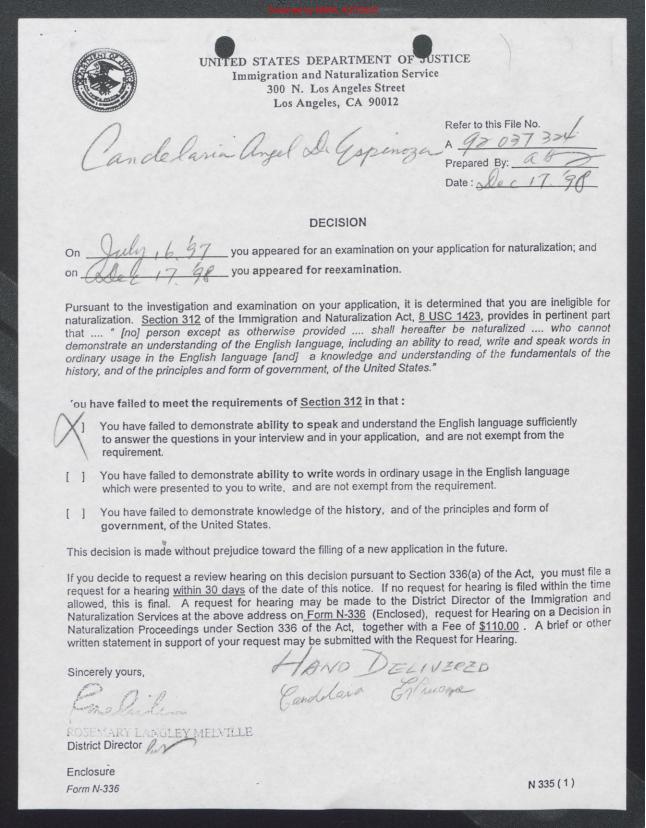 UNITED STATES DEPARTMENT OF JUSTICE
Immigration and Naturalization Service
300 N. Los Angeles Street
Los Angeles, CA 90012
Candelaria Angel De Espinoza
Refer to this File No.
A 92 037 324
Prepared By:
Date: Dec 17. '98
DECISION
On July 16. '97 you appeared for an examination on your application for naturalization; and
on Dec 17. '98 you appeared for reexamination.
Pursuant to the investigation and examination on your application, it is determined that you are ineligible for
naturalization. Section 312 of the Immigration and Naturalization Act, 8 USC 1423, provides in pertinent part
that .... " [no] person except as otherwise provided .... shall hereafter be naturalized .... who cannot
demonstrate an understanding of the English language, including an ability to read, write and speak words in
ordinary usage in the English language [and] a knowledge and understanding of the fundamentals of the
history, and of the principles and form of government, of the United States."
You have failed to meet the requirements of Section 312 in that :
X ] You have failed to demonstrate ability to speak and understand the English language sufficiently
to answer the questions in your interview and in your application, and are not exempt from the
requirement.
[ ] You have failed to demonstrate ability to write words in ordinary usage in the English language
which were presented to you to write, and are not exempt from the requirement.
[ ] You have failed to demonstrate knowledge of the history, and of the principles and form of
government, of the United States.
This decision is made without prejudice toward the filling of a new application in the future.
If you decide to request a review hearing on this decision pursuant to Section 336(a) of the Act, you must file a
request for a hearing within 30 days of the date of this notice. If no request for hearing is filed within the time
allowed, this is final. A request for hearing may be made to the District Director of the Immigration and
Naturalization Services at the above address on Form N-336 (Enclosed), request for Hearing on a Decision in
Naturalization Proceedings under Section 336 of the Act, together with a Fee of $110.00 . A brief or other
written statement in support of your request may be submitted with the Request for Hearing.
Sincerely yours,
HAND DELIVERED
Candelaria Espinoza
ROSEMARY LANGLEY MELVILLE
District Director
Enclosure
Form N-336
N 335 ( 1 )